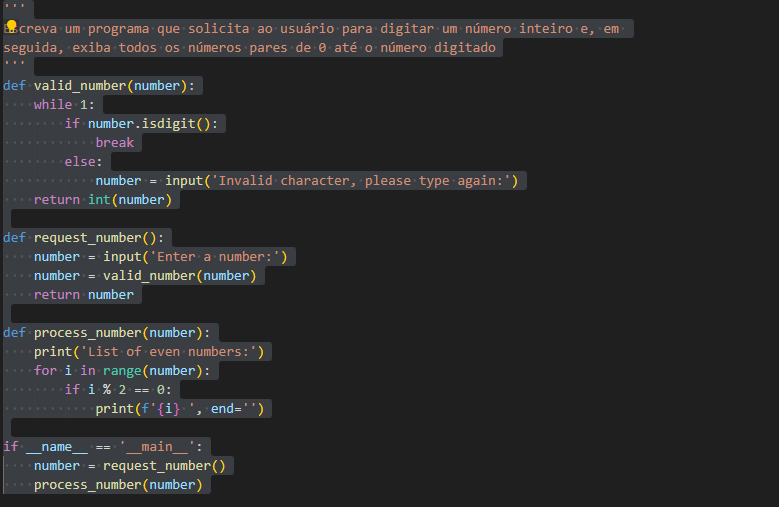 '''
Escreva um programa que solicita ao usuário para digitar um número inteiro e, em
seguida, exiba todos os números pares de 0 até o número digitado
'''
def valid_number(number):
    while 1:
        if number.isdigit():
            break
        else:
            number = input('Invalid character, please type again:')
    return int(number)

def request_number():
    number = input('Enter a number:')
    number = valid_number(number)
    return number

def process_number(number):
    print('List of even numbers:')
    for i in range(number):
        if i % 2 == 0:
            print(f'{i} ', end='')

if __name__ == '__main__':
    number = request_number()
    process_number(number)